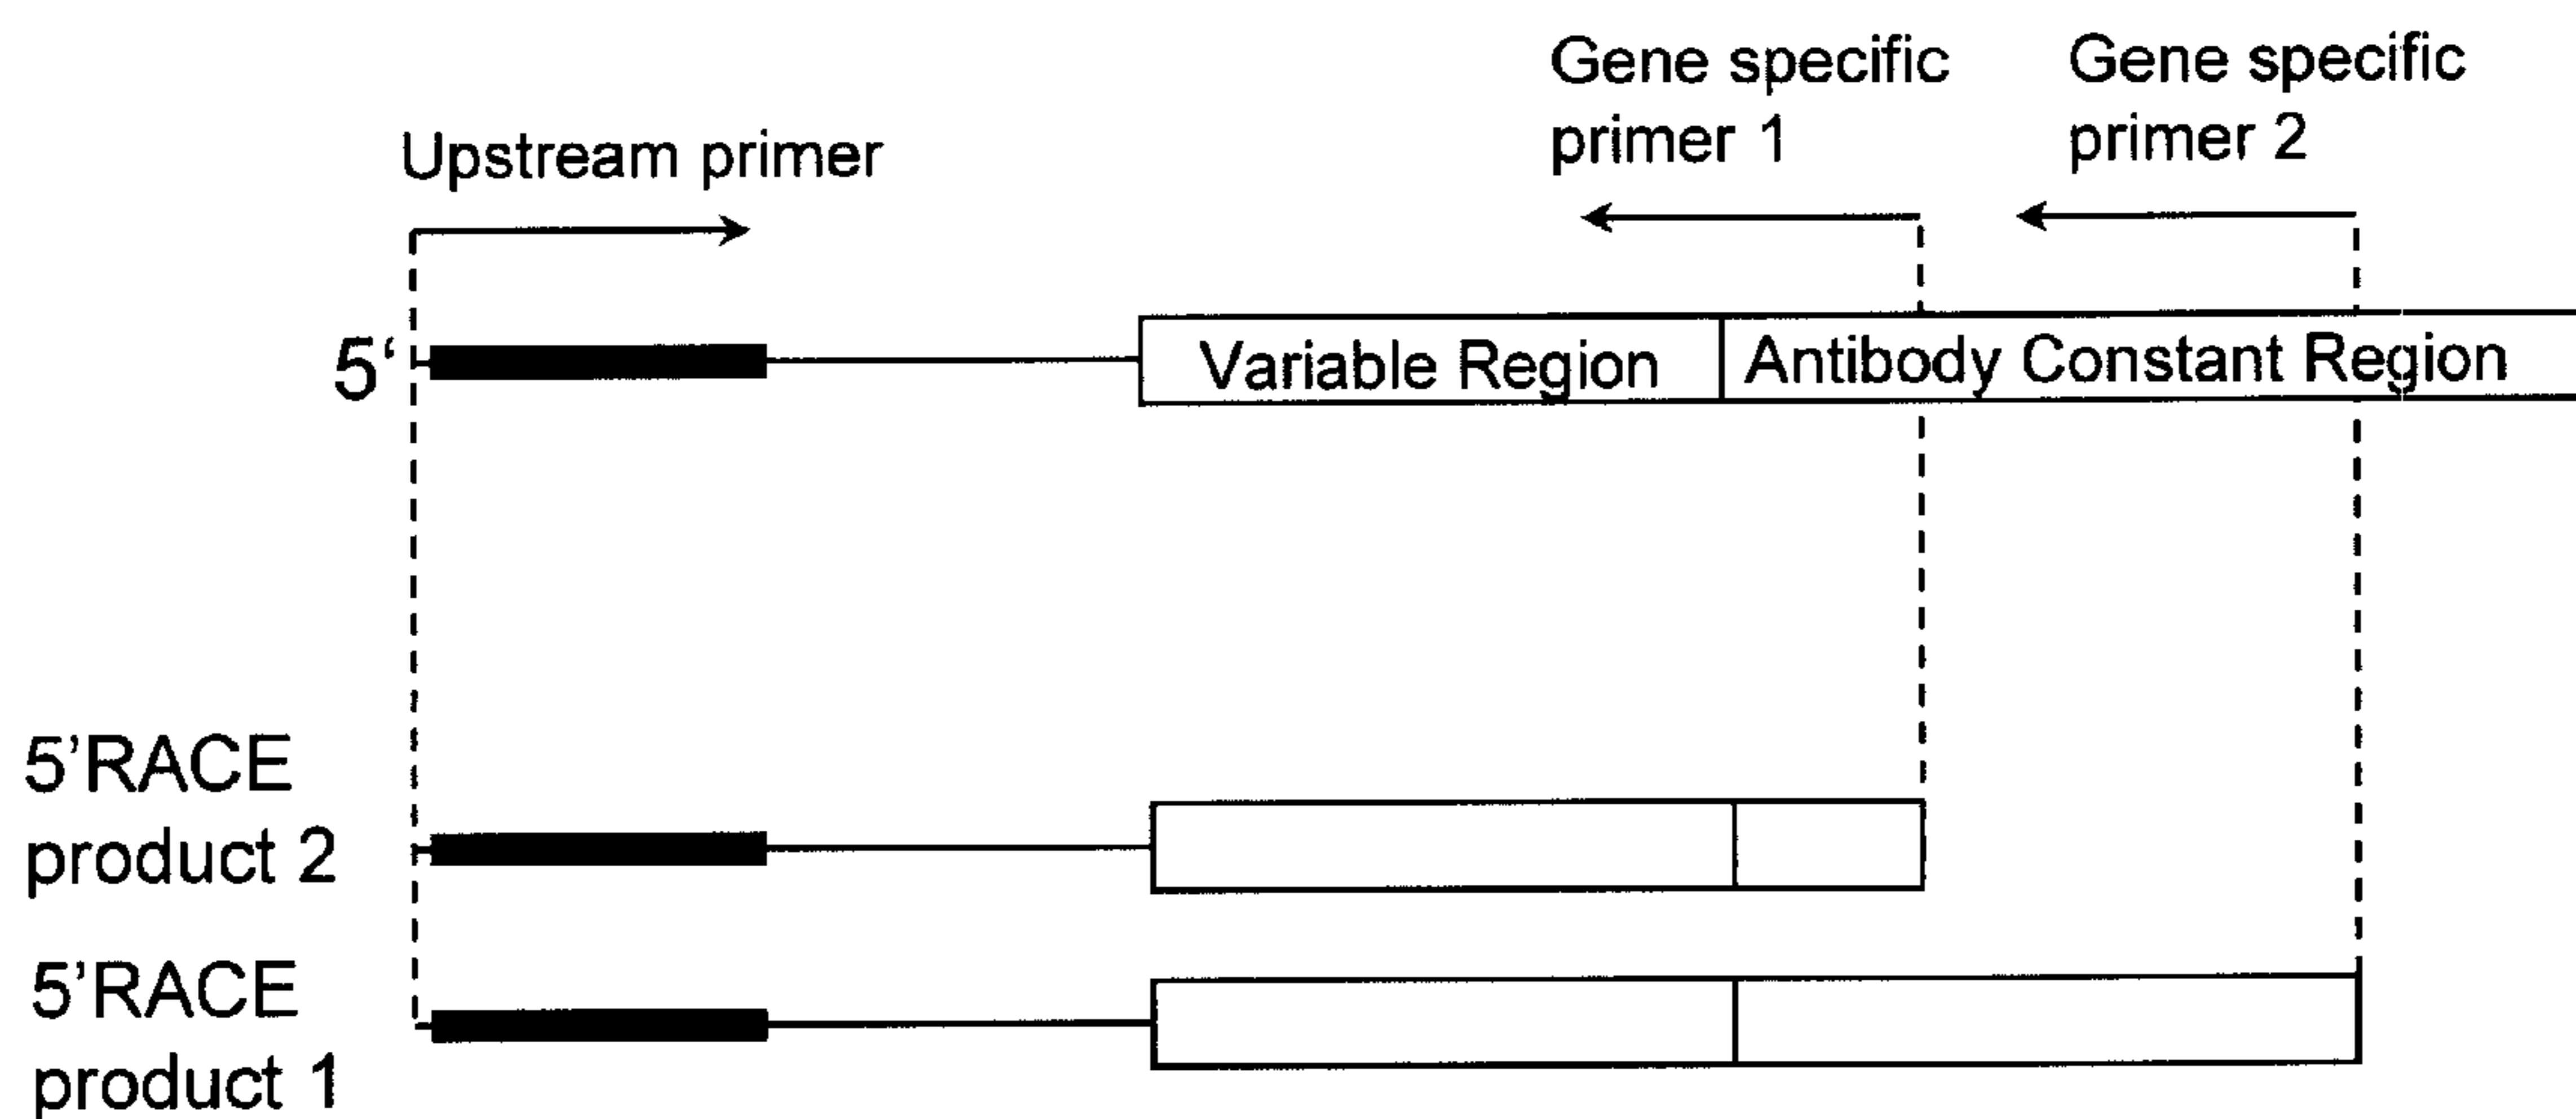 Gene specific
primer 1
Gene specific
primer 2
Upstream primer
5‘
Variable Region
Antibody Constant Region
5’RACE
product 2
5’RACE
product 1